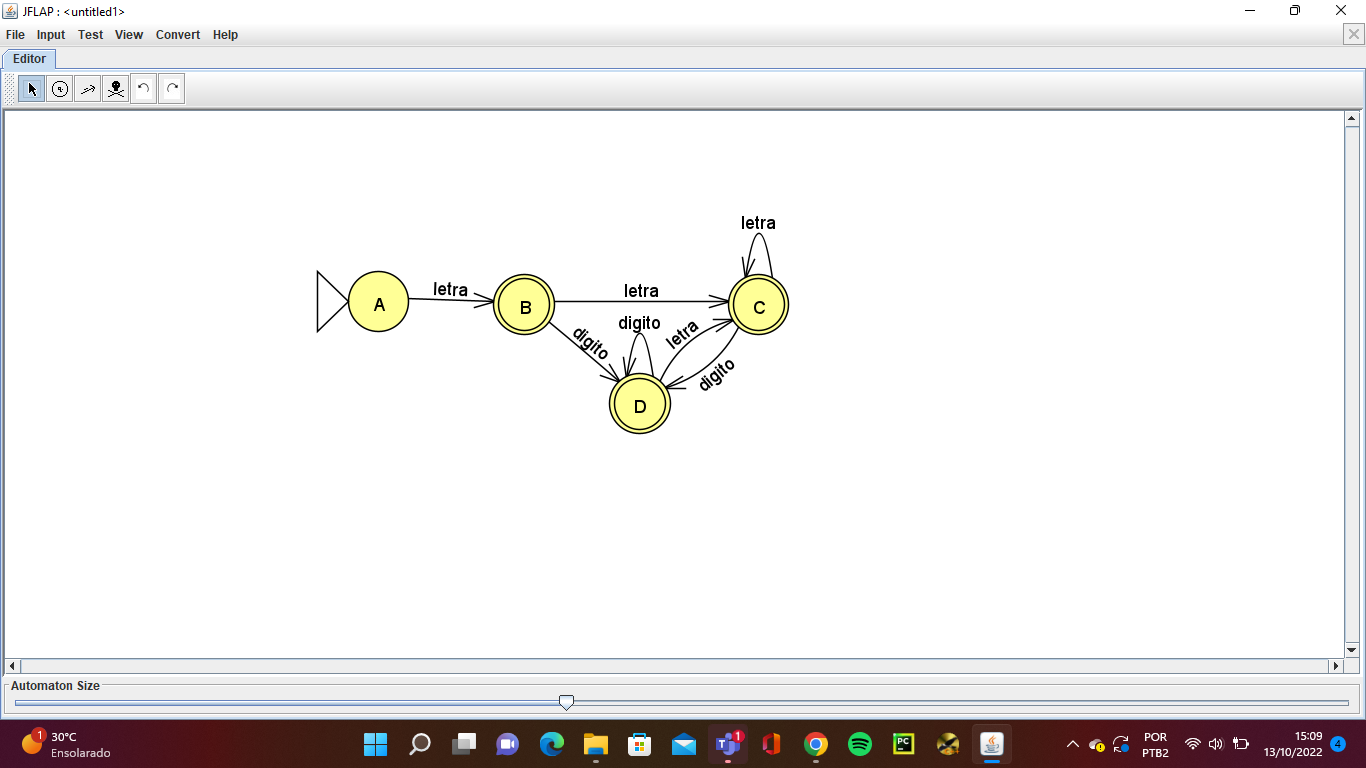 JFLAP : <untitled1>
File Input Test View Convert Help
Editor
letra
letra
letra
digito
digito
letra
digito
A
B
C
D
Automaton Size
1
30°C
Ensolarado
1
PC
POR
PTB2
15:09
13/10/2022
4